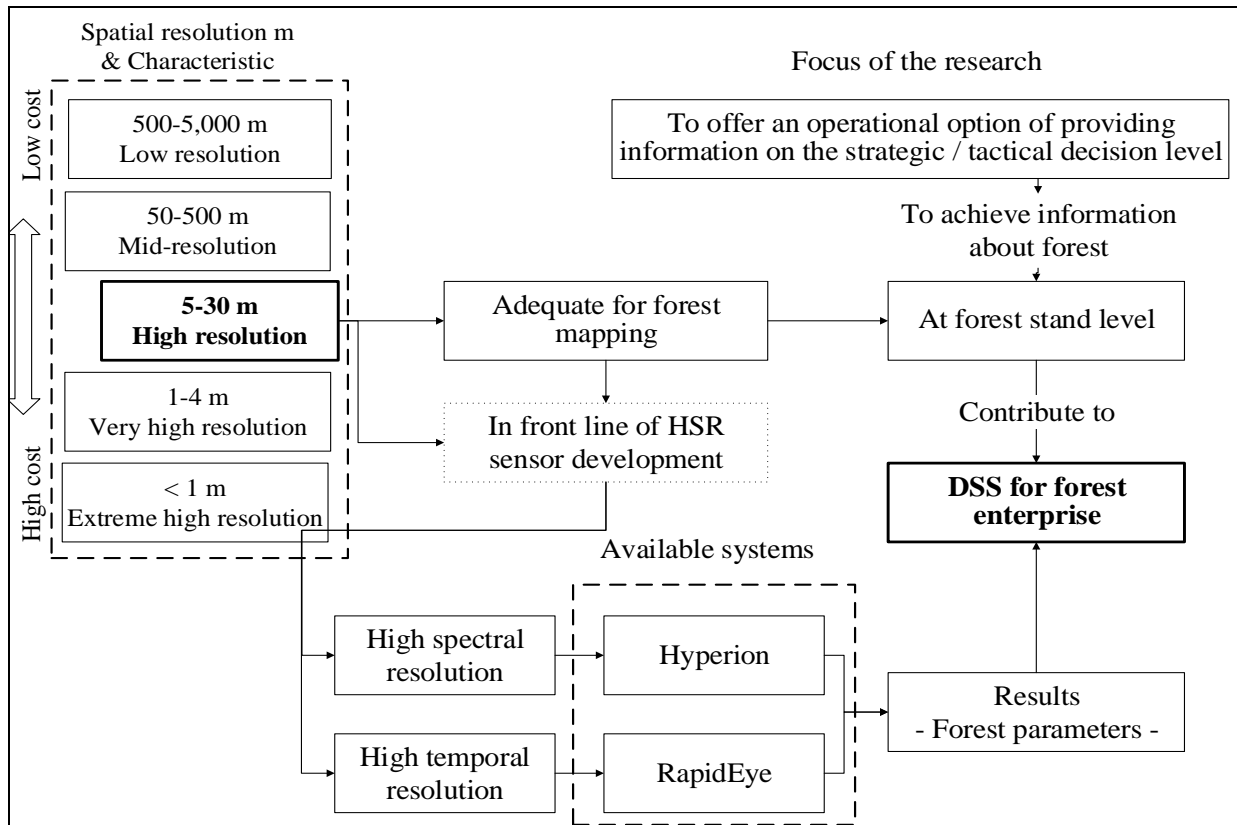 Spatial resolution m
& Characteristic
Low cost
High cost
500-5,000 m
Low resolution
50-500 m
Mid-resolution
5-30 m
High resolution
1-4 m
Very high resolution
< 1 m
Extreme high resolution
Adequate for forest
mapping
In front line of HSR
sensor development
Focus of the research
To offer an operational option of providing
information on the strategic / tactical decision level
To achieve information
about forest
At forest stand level
Contribute to
DSS for forest
enterprise
Available systems
High spectral
resolution
Hyperion
High temporal
resolution
RapidEye
Results
- Forest parameters -